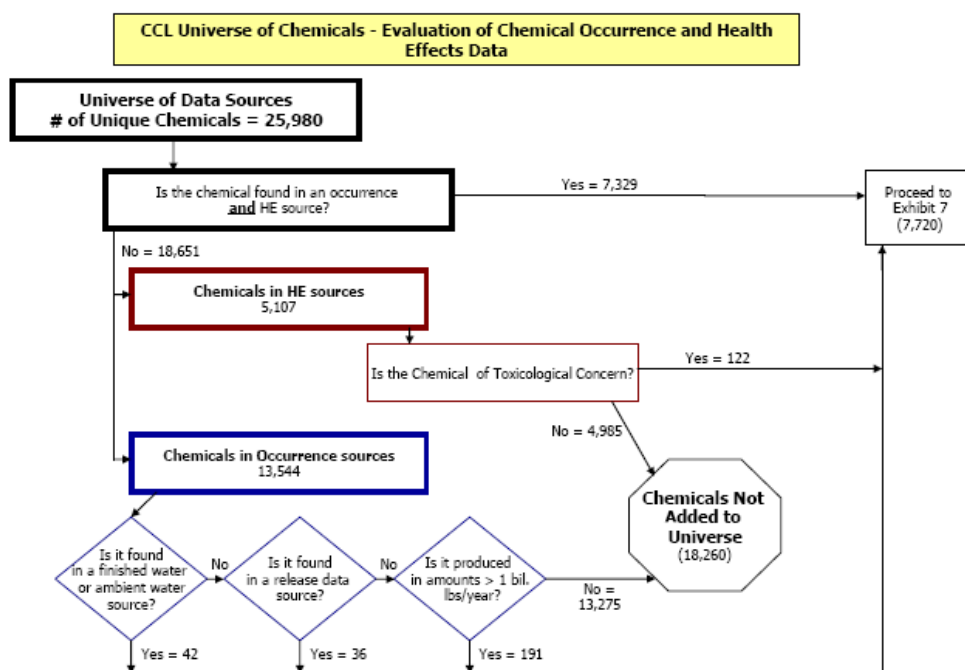 CCL Universe of Chemicals - Evaluation of Chemical Occurrence and Health
Effects Data
Universe of Data Sources
# of Unique Chemicals = 25,980
Is the chemical found in an occurrence
and HE source?
Yes = 7,329
Proceed to
Exhibit 7
(7,720)
No = 18,651
Chemicals in HE sources
5,107
Is the Chemical of Toxicological Concern?
Yes = 122
No = 4,985
Chemicals in Occurrence sources
13,544
Chemicals Not
Added to
Universe
(18,260)
Is it found
in a finished water
or ambient water
source?
No
Is it found
in a release data
source?
No
Is it produced
in amounts > 1 bil.
lbs/year?
No =
13,275
Yes = 42
Yes = 36
Yes = 191